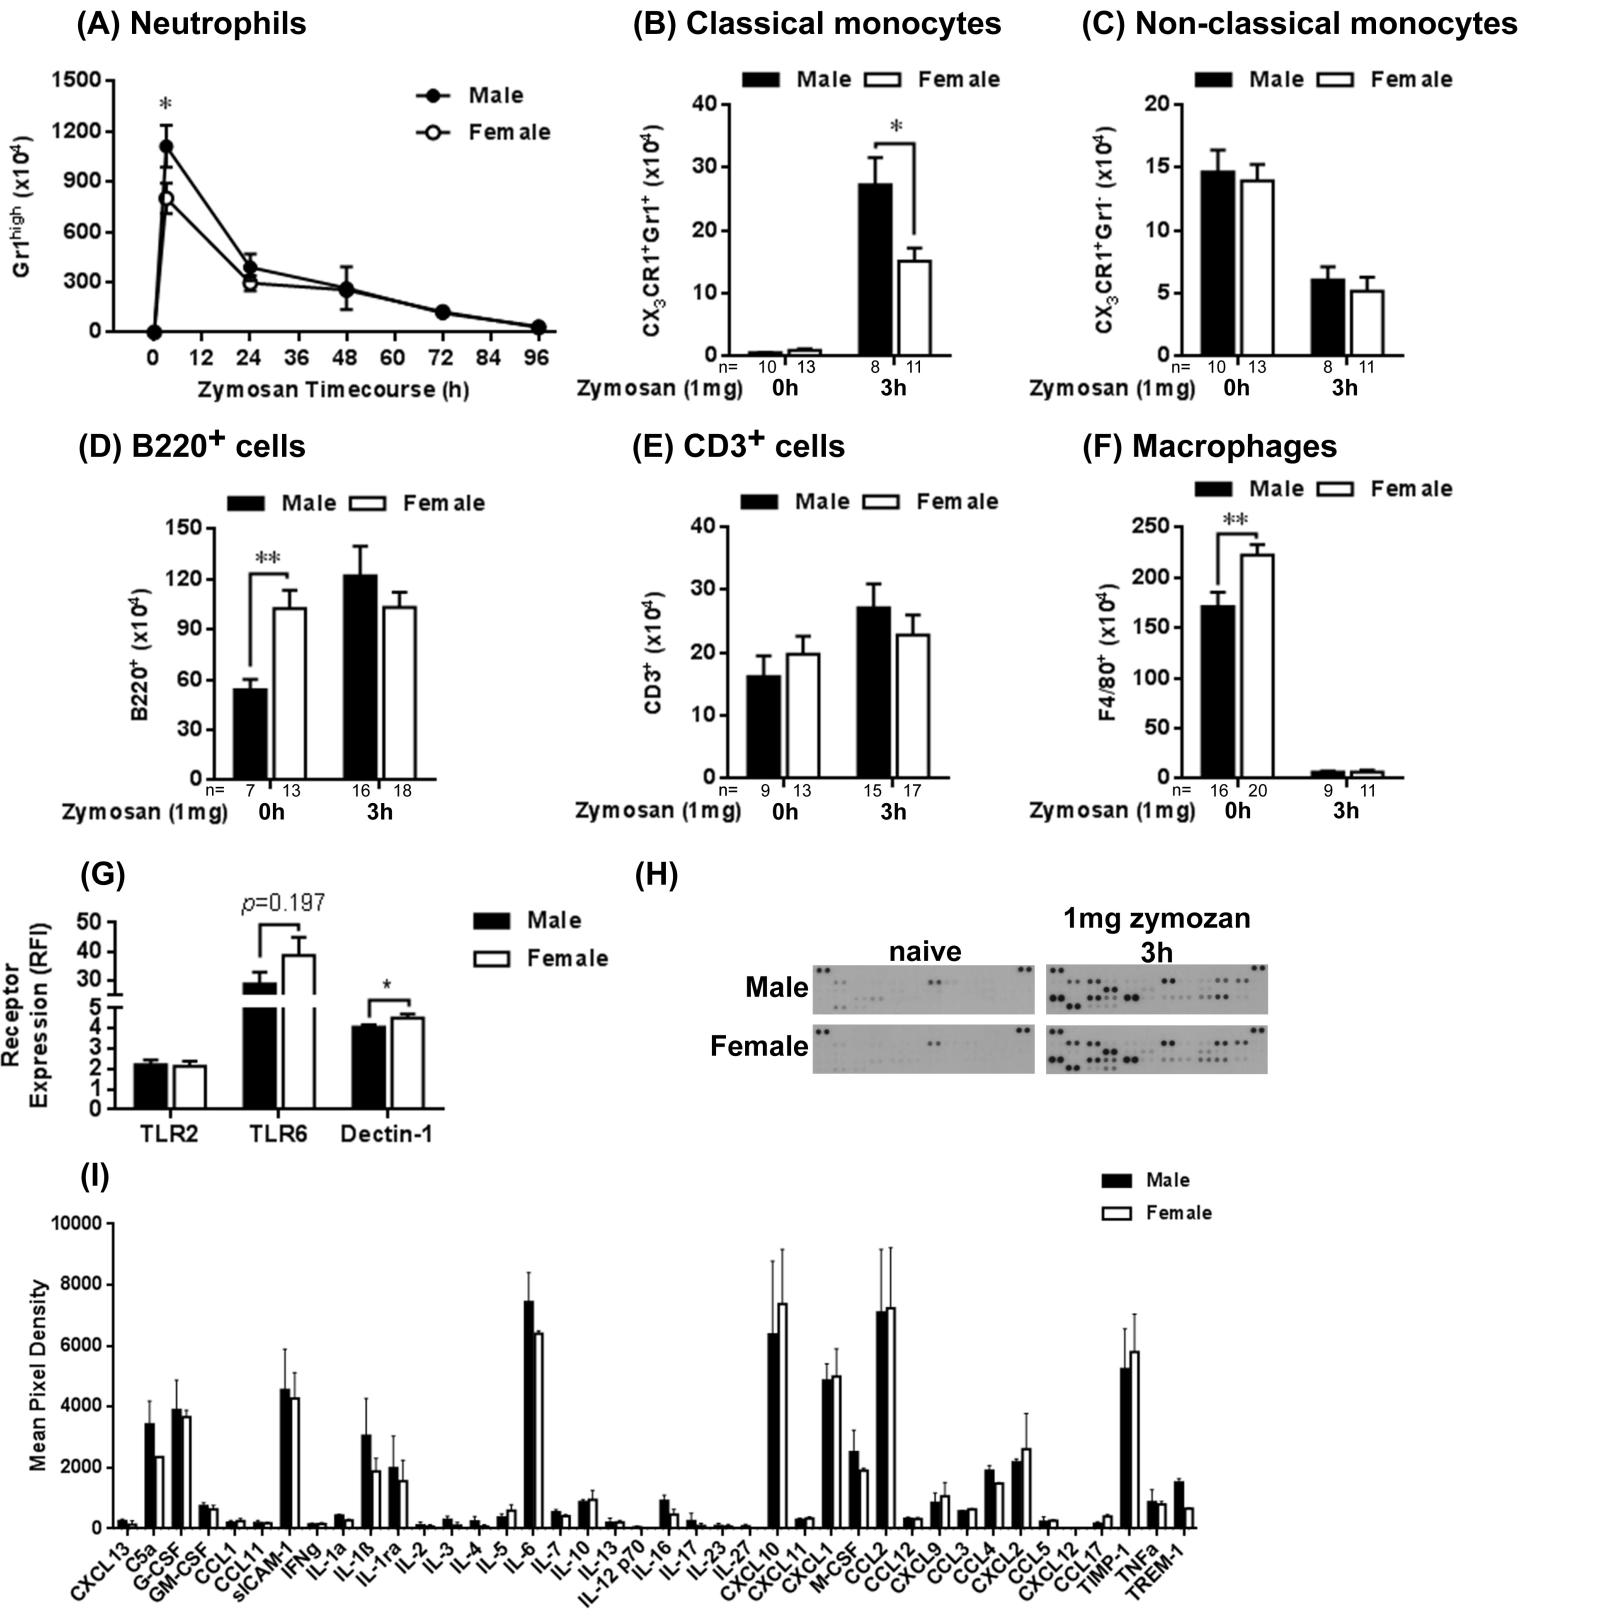 (A) Neutrophils
1500
1200
900
600
300
0
Gr1high (x10⁴)
*
Male
Female
0 12 24 36 48 60 72 84 96
Zymosan Timecourse (h)
(B) Classical monocytes
Male Female
40
30
20
10
0
CX₃CR1⁺Gr1⁺ (x10⁴)
*
n= 10 13 8 11
Zymosan (1mg) 0h 3h
(C) Non-classical monocytes
Male Female
20
15
10
5
0
CX₃CR1⁺Gr1⁻ (x10⁴)
n= 10 13 8 11
Zymosan (1mg) 0h 3h
(D) B220⁺ cells
Male Female
150
120
90
60
30
0
B220⁺ (x10⁴)
**
n= 7 13 16 18
Zymosan (1mg) 0h 3h
(E) CD3⁺ cells
Male Female
40
30
20
10
0
CD3⁺ (x10⁴)
n= 9 13 15 17
Zymosan (1mg) 0h 3h
(F) Macrophages
Male Female
250
200
150
100
50
0
F4/80⁺ (x10⁴)
**
n= 16 20 9 11
Zymosan (1mg) 0h 3h
(G)
p=0.197
50
40
30
5
4
3
2
1
0
Receptor
Expression (RFI)
*
Male
Female
TLR2 TLR6 Dectin-1
(H)
1mg zymozan
naive 3h
Male
Female
(I)
Male
Female
10000
8000
6000
4000
2000
0
Mean Pixel Density
CXCL13 C5a G-CSF GM-CSF CCL1 CCL11 sICAM-1 IFNg IL-1a IL-1ß IL-1ra IL-2 IL-3 IL-4 IL-5 IL-6 IL-7 IL-10 IL-13 IL-12 p70 IL-16 IL-17 IL-23 IL-27 CXCL10 CXCL11 CXCL1 M-CSF CCL2 CCL12 CXCL9 CCL3 CCL4 CXCL2 CCL5 CXCL12 CCL17 TIMP-1 TNFa TREM-1